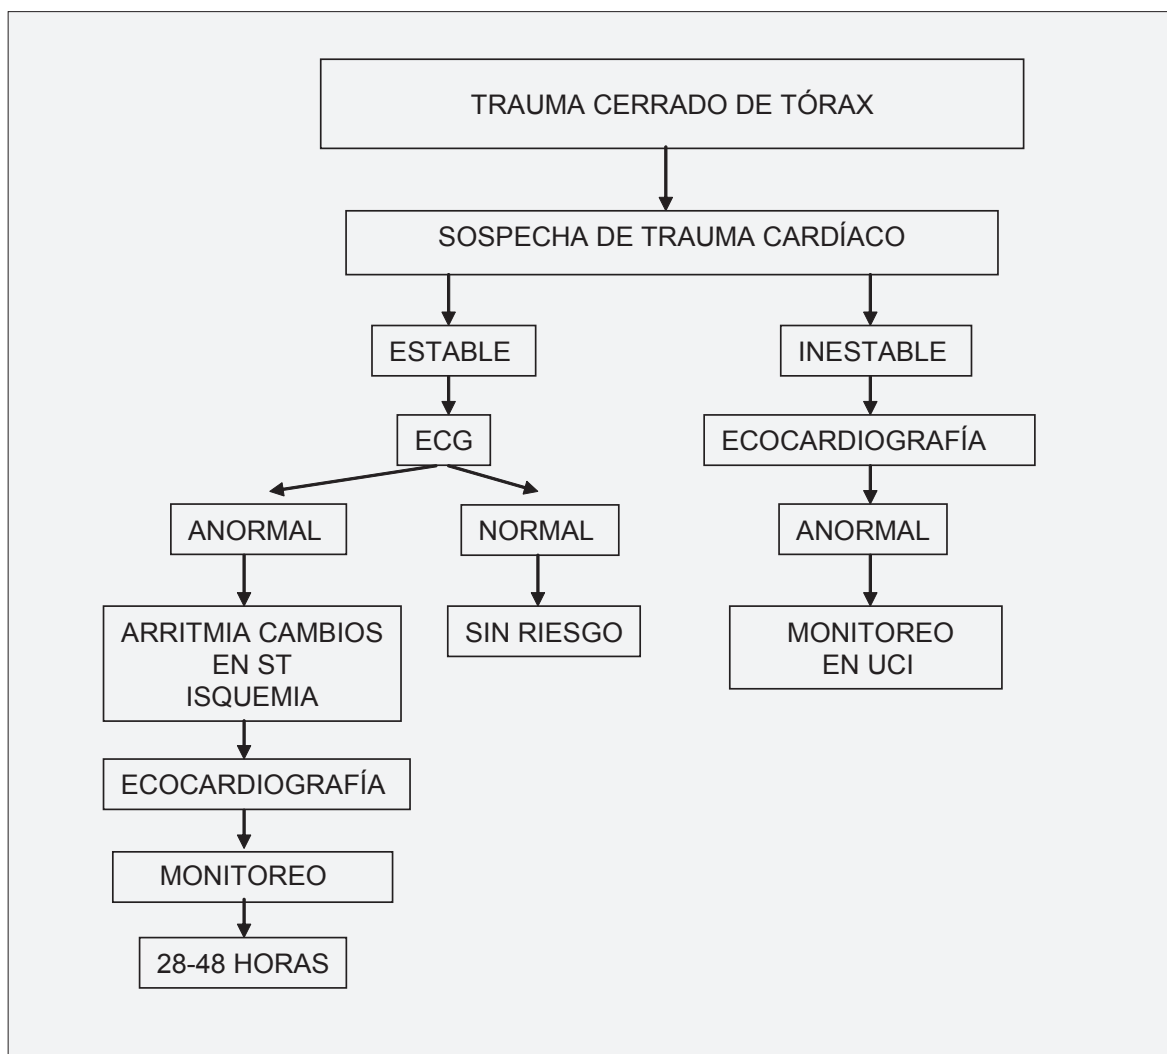 TRAUMA CERRADO DE TÓRAX
SOSPECHA DE TRAUMA CARDÍACO
ESTABLE
INESTABLE
ECG
ECOCARDIOGRAFÍA
ANORMAL
NORMAL
ANORMAL
ARRITMIA CAMBIOS
EN ST
ISQUEMIA
SIN RIESGO
MONITOREO
EN UCI
ECOCARDIOGRAFÍA
MONITOREO
28-48 HORAS